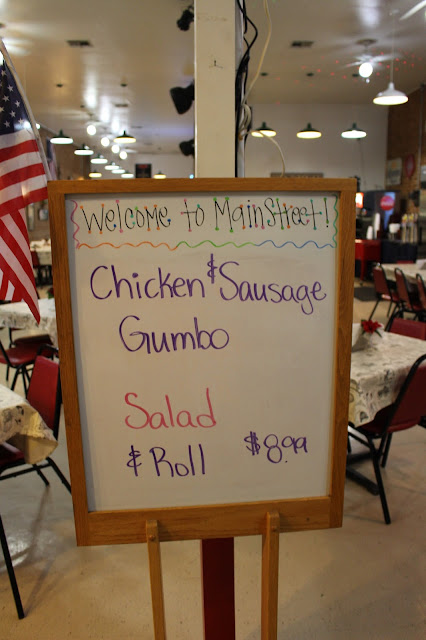 Welcome to MainStreet!
Chicken & Sausage
Gumbo
Salad
& Roll $8.99